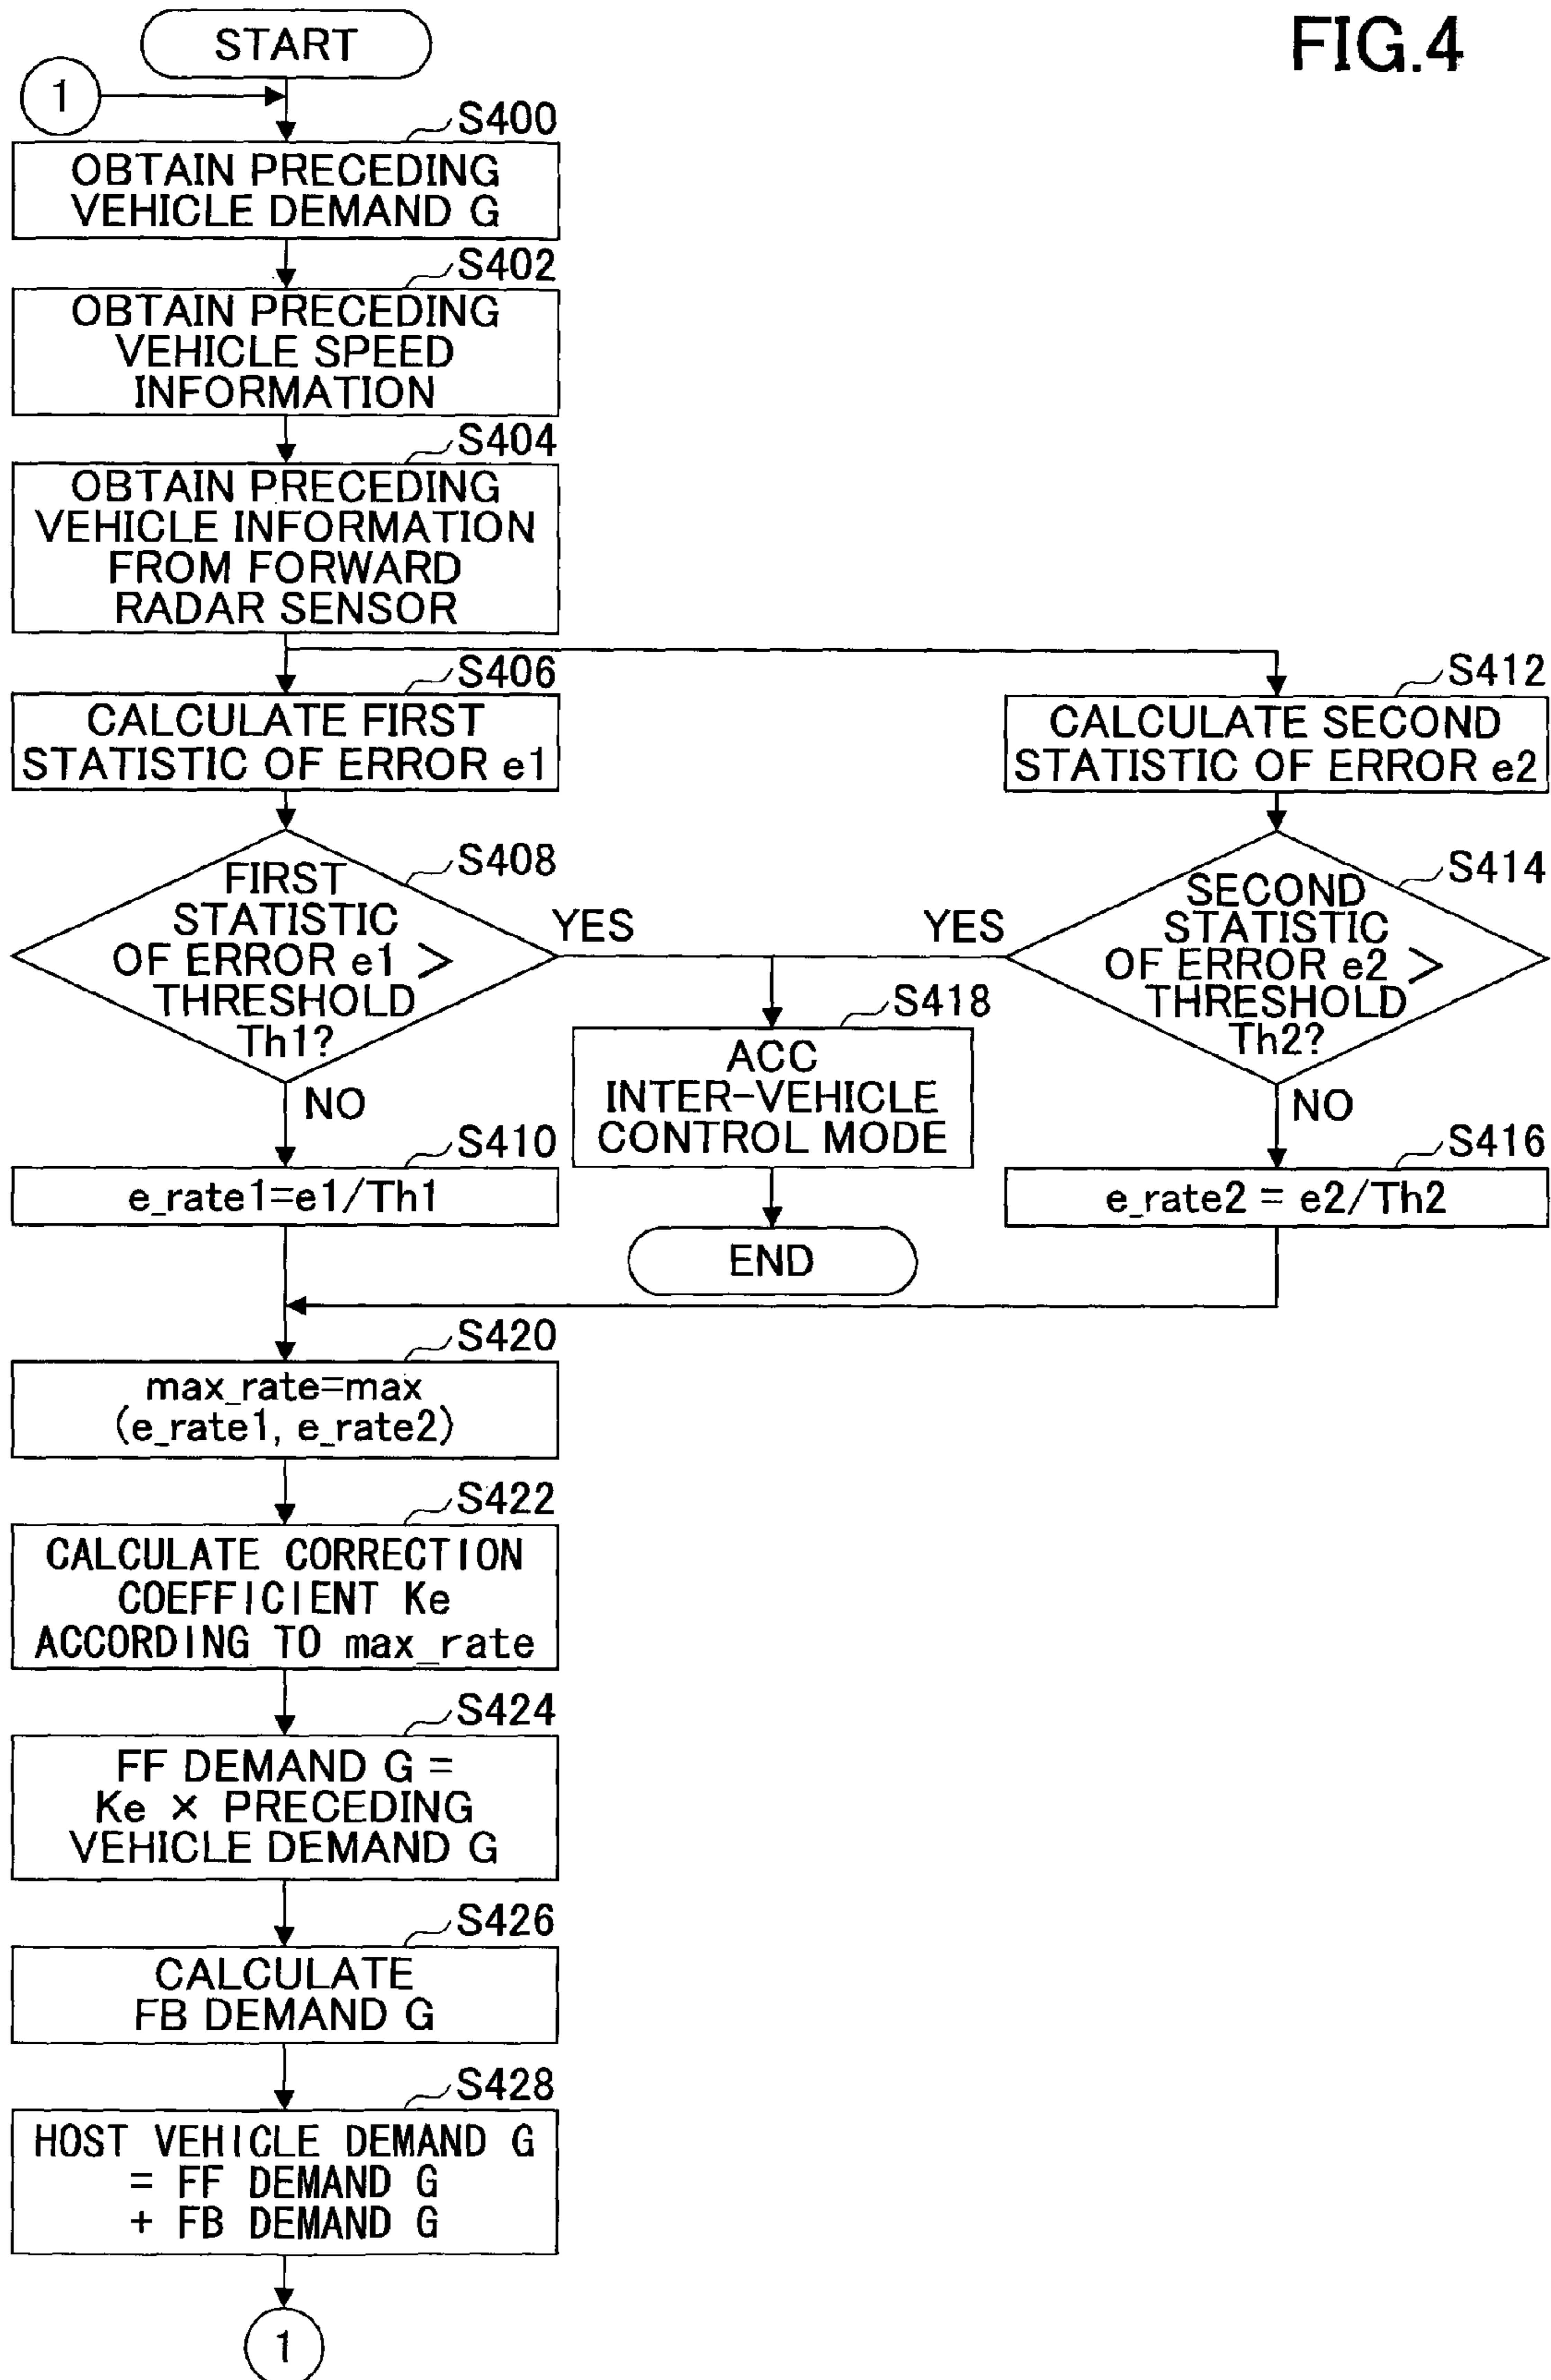 FIG.4
START
1
S400
OBTAIN PRECEDING
VEHICLE DEMAND G
S402
OBTAIN PRECEDING
VEHICLE SPEED
INFORMATION
S404
OBTAIN PRECEDING
VEHICLE INFORMATION
FROM FORWARD
RADAR SENSOR
S406
CALCULATE FIRST
STATISTIC OF ERROR e1
S412
CALCULATE SECOND
STATISTIC OF ERROR e2
S408
FIRST
STATISTIC
OF ERROR e1 >
THRESHOLD
Th1?
YES
NO
S414
SECOND
STATISTIC
OF ERROR e2 >
THRESHOLD
Th2?
YES
NO
S418
ACC
INTER-VEHICLE
CONTROL MODE
END
S410
e_rate1=e1/Th1
S416
e_rate2 = e2/Th2
S420
max_rate=max
(e_rate1, e_rate2)
S422
CALCULATE CORRECTION
COEFFICIENT Ke
ACCORDING TO max_rate
S424
FF DEMAND G =
Ke × PRECEDING
VEHICLE DEMAND G
S426
CALCULATE
FB DEMAND G
S428
HOST VEHICLE DEMAND G
= FF DEMAND G
+ FB DEMAND G
1